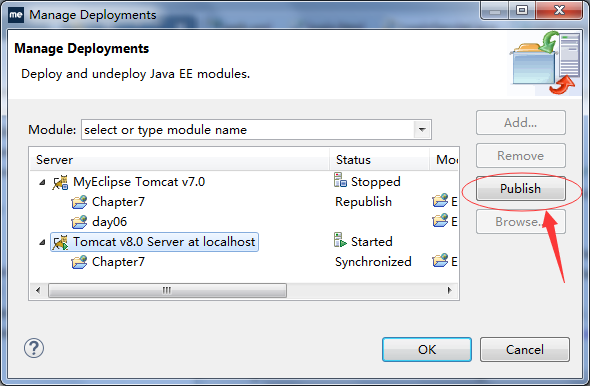 me Manage Deployments
Manage Deployments
Deploy and undeploy Java EE modules.
Module: select or type module name
Add...
Remove
Publish
Browse...
Server Status Mo
MyEclipse Tomcat v7.0 Stopped
Chapter7 Republish E
day06 E
Tomcat v8.0 Server at localhost Started
Chapter7 Synchronized E
OK Cancel